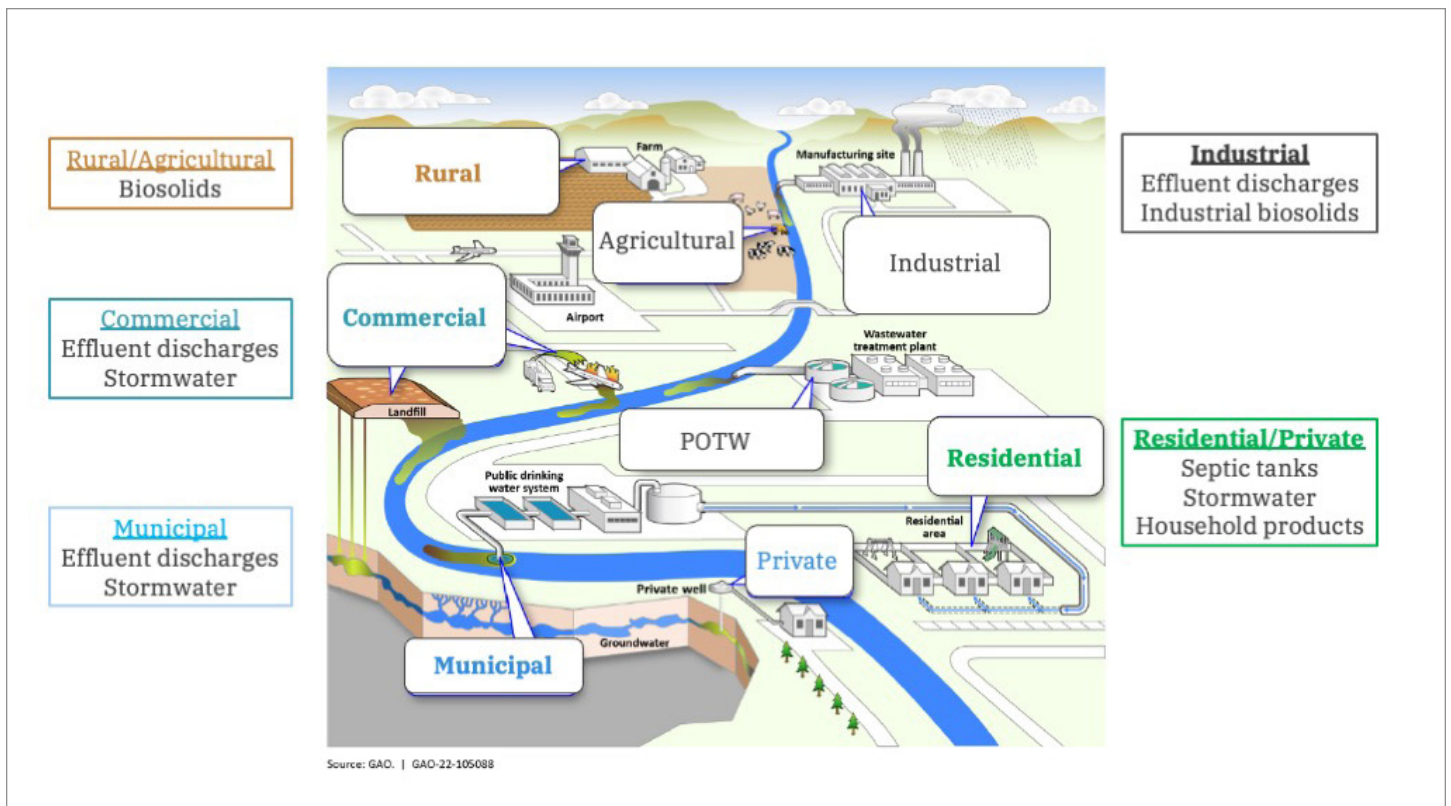 Rural/Agricultural
Biosolids
Commercial
Effluent discharges
Stormwater
Municipal
Effluent discharges
Stormwater
Rural
Farm
Manufacturing site
Agricultural
Industrial
Airport
Commercial
Wastewater
treatment plant
Landfill
POTW
Residential
Public drinking
water system
Residential
area
Private
Private well
Groundwater
Municipal
Source: GAO. | GAO-22-105088
Industrial
Effluent discharges
Industrial biosolids
Residential/Private
Septic tanks
Stormwater
Household products